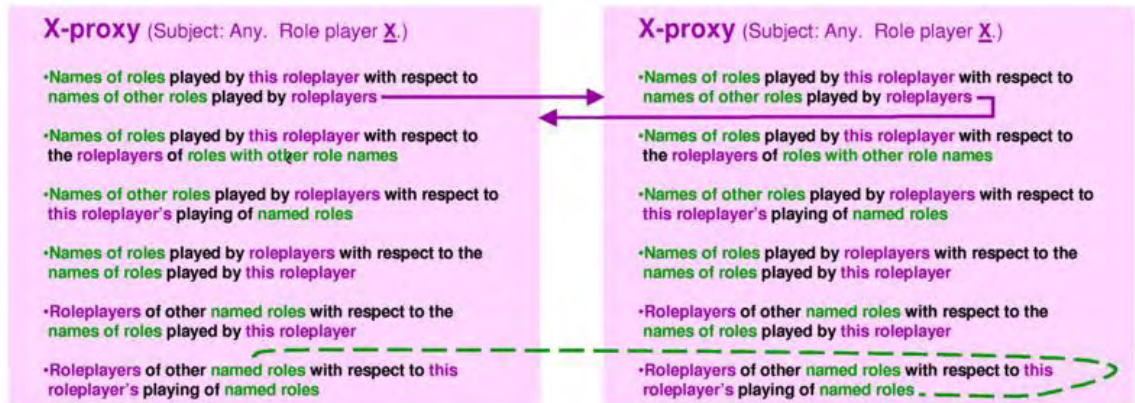 X-proxy (Subject: Any. Role player X.)
•Names of roles played by this roleplayer with respect to
names of other roles played by roleplayers
•Names of roles played by this roleplayer with respect to
the roleplayers of roles with other role names
•Names of other roles played by roleplayers with respect to
this roleplayer's playing of named roles
•Names of roles played by roleplayers with respect to the
names of roles played by this roleplayer
•Roleplayers of other named roles with respect to the
names of roles played by this roleplayer
•Roleplayers of other named roles with respect to this
roleplayer's playing of named roles
X-proxy (Subject: Any. Role player X.)
•Names of roles played by this roleplayer with respect to
names of other roles played by roleplayers
•Names of roles played by this roleplayer with respect to
the roleplayers of roles with other role names
•Names of other roles played by roleplayers with respect to
this roleplayer's playing of named roles
•Names of roles played by roleplayers with respect to the
names of roles played by this roleplayer
•Roleplayers of other named roles with respect to the
names of roles played by this roleplayer
•Roleplayers of other named roles with respect to this
roleplayer's playing of named roles